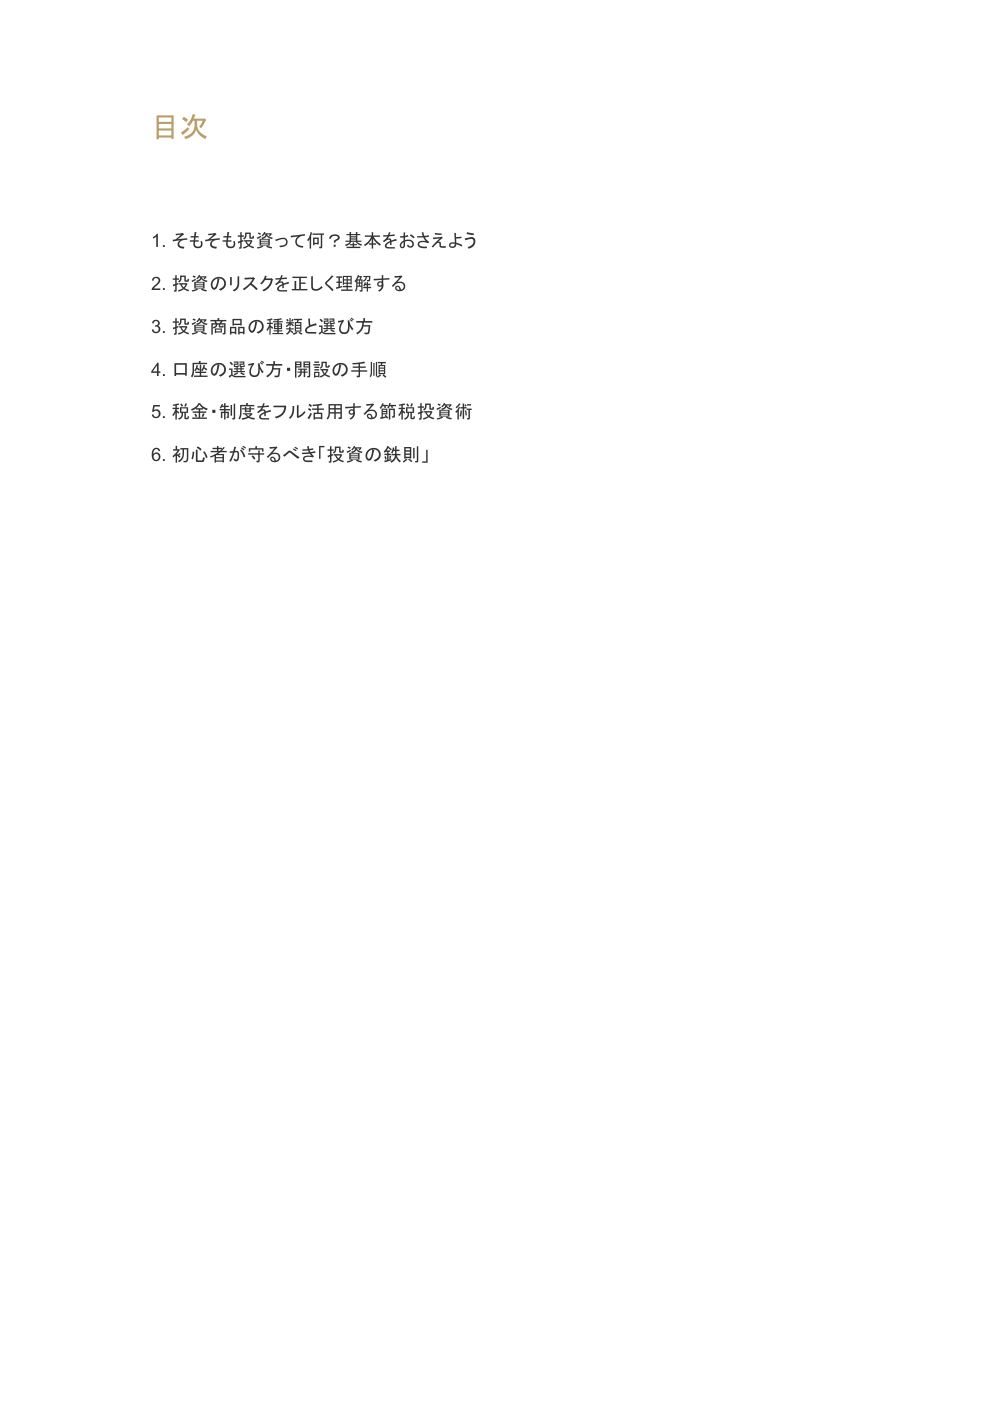 目次
1. そもそも投資って何？基本をおさえよう
2. 投資のリスクを正しく理解する
3. 投資商品の種類と選び方
4. 口座の選び方・開設の手順
5. 税金・制度をフル活用する節税投資術
6. 初心者が守るべき「投資の鉄則」